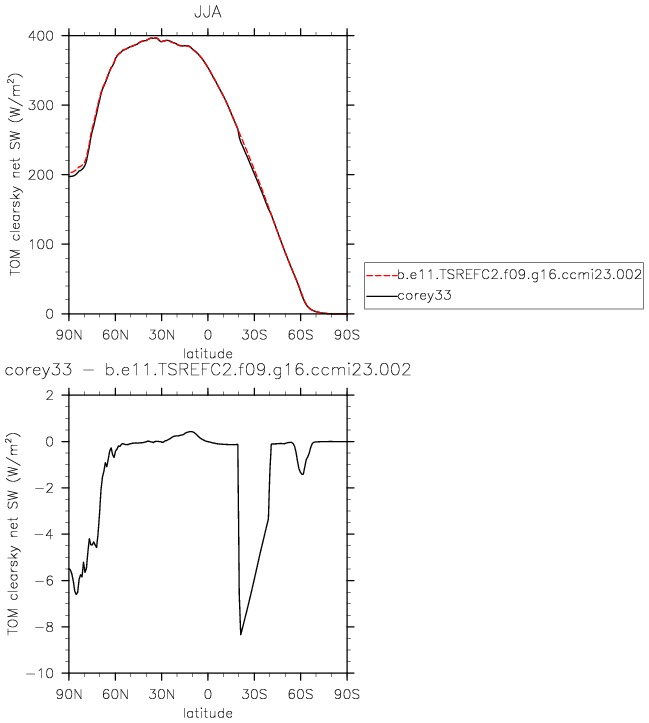 JJA
400
300
200
100
0
TOM clearsky net SW (W/m²)
90N 60N 30N 0 30S 60S 90S
latitude
b.e11.TSREFC2.f09.g16.ccmi23.002
corey33
corey33 − b.e11.TSREFC2.f09.g16.ccmi23.002
2
0
−2
−4
−6
−8
−10
TOM clearsky net SW (W/m²)
90N 60N 30N 0 30S 60S 90S
latitude